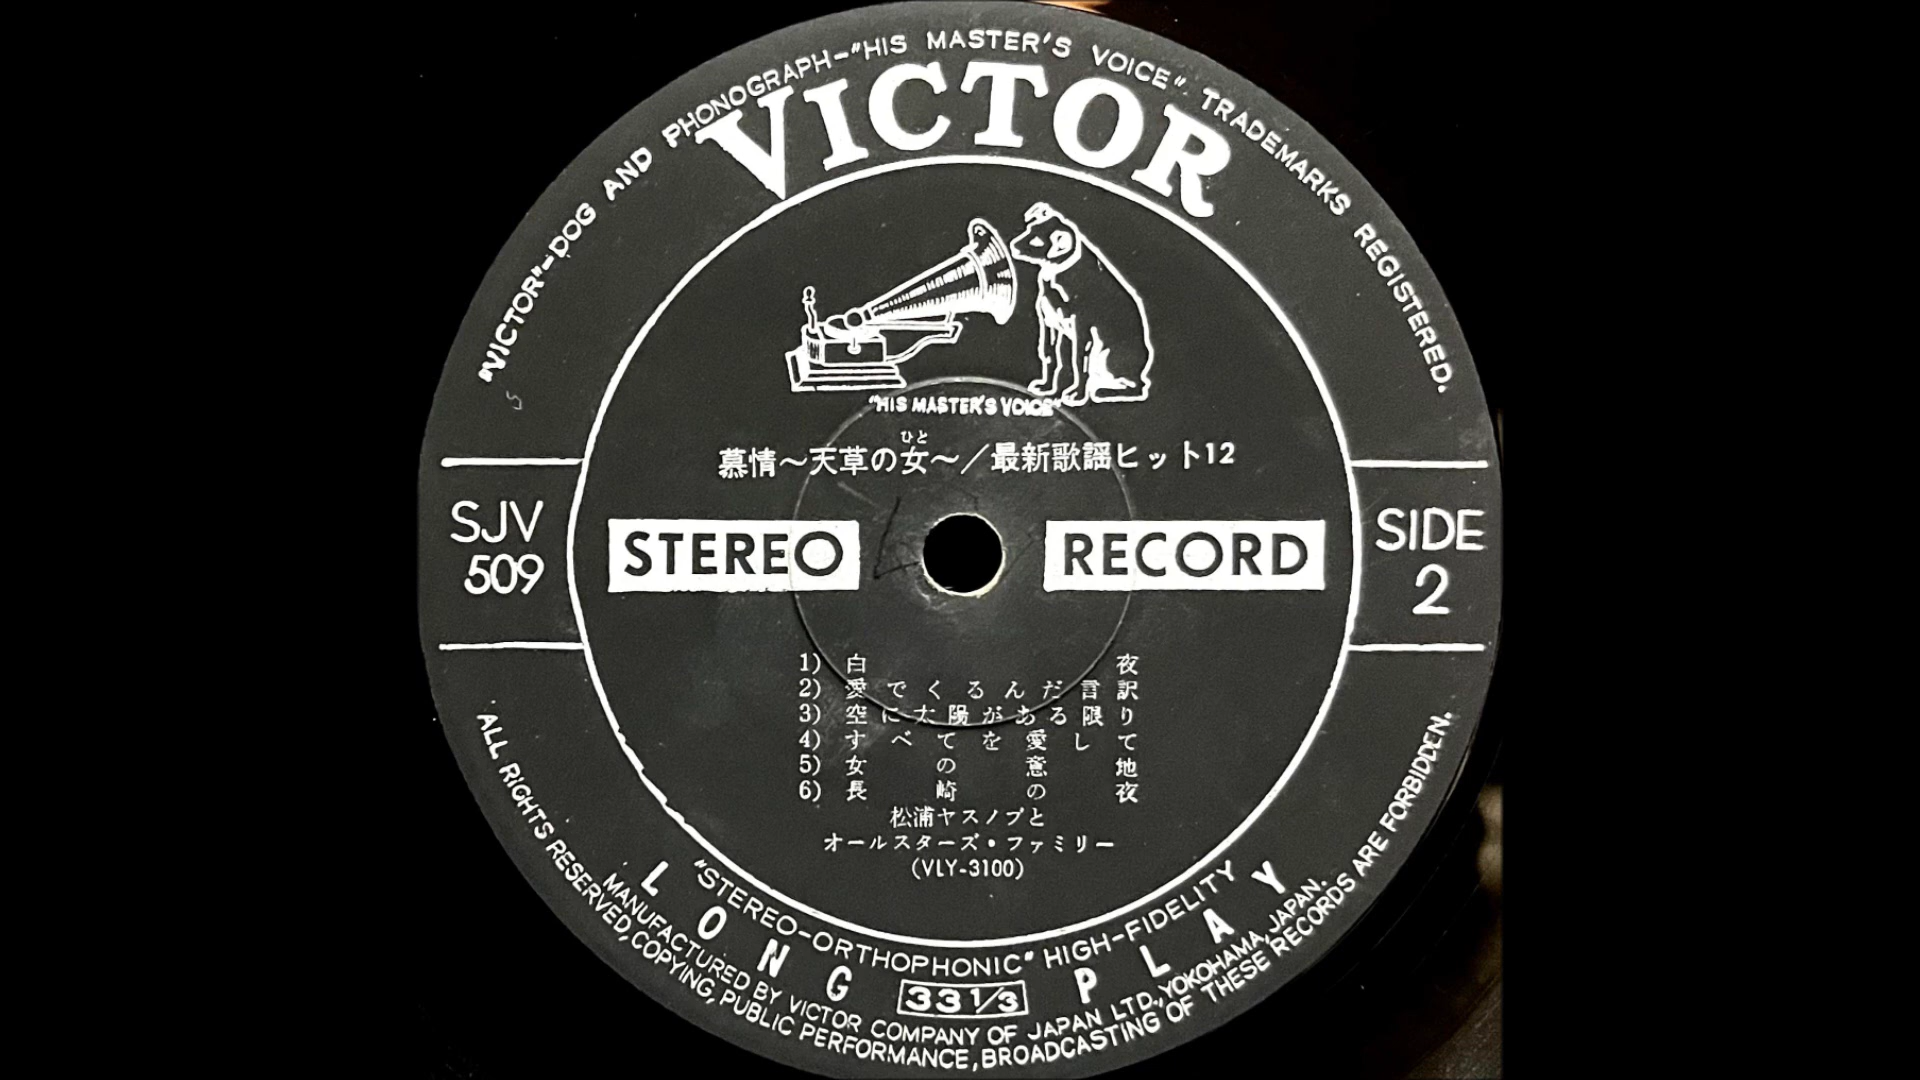 "VICTOR"-DOG AND PHONOGRAPH-"HIS MASTER'S VOICE". TRADEMARKS REGISTERED.
VICTOR
"HIS MASTER'S VOICE"
ひと
慕情～天草の女～／最新歌謡ヒット12
SJV
509
STEREO RECORD
SIDE
2
1) 白夜
2) 愛でくるんだ言訳
3) 空に太陽がある限り
4) すべてを愛して
5) 女の意地
6) 長崎の夜
松浦ヤスノブと
オールスターズ・ファミリー
(VLY-3100)
"STEREO-ORTHOPHONIC" HIGH-FIDELITY
LONG PLAY
33 1/3
MANUFACTURED BY VICTOR COMPANY OF JAPAN LTD., YOKOHAMA, JAPAN.
ALL RIGHTS RESERVED, COPYING, PUBLIC PERFORMANCE, BROADCASTING OF THESE RECORDS ARE FORBIDDEN.